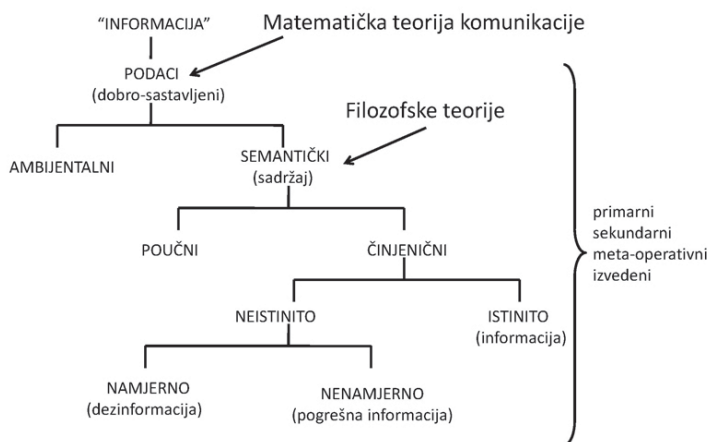 “INFORMACIJA”
Matematička teorija komunikacije
PODACI
(dobro-sastavljeni)
Filozofske teorije
AMBIJENTALNI
SEMANTIČKI
(sadržaj)
POUČNI
ČINJENIČNI
primarni
sekundarni
meta-operativni
izvedeni
NEISTINITO
ISTINITO
(informacija)
NAMJERNO
(dezinformacija)
NENAMJERNO
(pogrešna informacija)